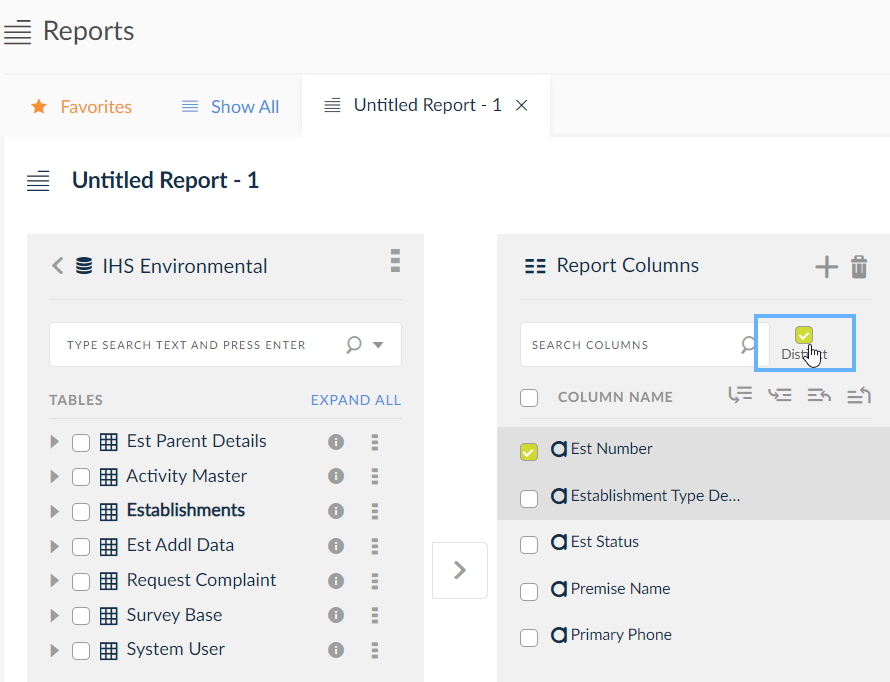 Reports
Favorites
Show All
Untitled Report - 1
Untitled Report - 1
IHS Environmental
TYPE SEARCH TEXT AND PRESS ENTER
TABLES
EXPAND ALL
Est Parent Details
Activity Master
Establishments
Est Addl Data
Request Complaint
Survey Base
System User
Report Columns
SEARCH COLUMNS
COLUMN NAME
Est Number
Establishment Type De...
Est Status
Premise Name
Primary Phone